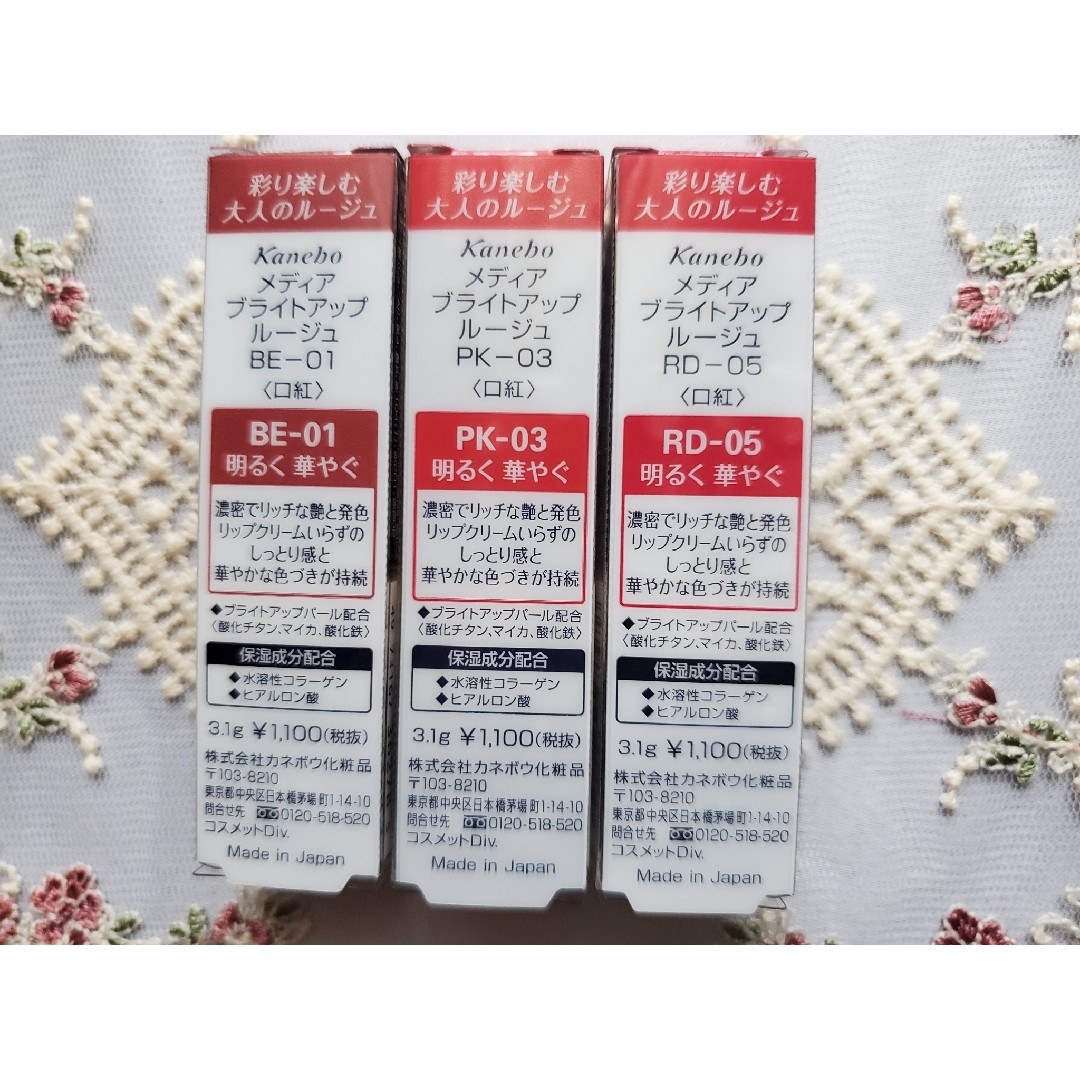 彩り楽しむ
大人のルージュ
Kanebo
メディア
ブライトアップ
ルージュ
BE-01
〈口紅〉
BE-01
明るく 華やぐ
濃密でリッチな艶と発色
リップクリームいらずの
しっとり感と
華やかな色づきが持続
◆ブライトアップパール配合
〈酸化チタン、マイカ、酸化鉄〉
保湿成分配合
◆水溶性コラーゲン
◆ヒアルロン酸
3.1g ¥1,100(税抜)
株式会社カネボウ化粧品
〒103-8210
東京都中央区日本橋茅場町1-14-10
問合せ先 0120-518-520
コスメットDiv.
Made in Japan
彩り楽しむ
大人のルージュ
Kanebo
メディア
ブライトアップ
ルージュ
PK-03
〈口紅〉
PK-03
明るく 華やぐ
濃密でリッチな艶と発色
リップクリームいらずの
しっとり感と
華やかな色づきが持続
◆ブライトアップパール配合
〈酸化チタン、マイカ、酸化鉄〉
保湿成分配合
◆水溶性コラーゲン
◆ヒアルロン酸
3.1g ¥1,100(税抜)
株式会社カネボウ化粧品
〒103-8210
東京都中央区日本橋茅場町1-14-10
問合せ先 0120-518-520
コスメットDiv.
Made in Japan
彩り楽しむ
大人のルージュ
Kanebo
メディア
ブライトアップ
ルージュ
RD-05
〈口紅〉
RD-05
明るく 華やぐ
濃密でリッチな艶と発色
リップクリームいらずの
しっとり感と
華やかな色づきが持続
◆ブライトアップパール配合
〈酸化チタン、マイカ、酸化鉄〉
保湿成分配合
◆水溶性コラーゲン
◆ヒアルロン酸
3.1g ¥1,100(税抜)
株式会社カネボウ化粧品
〒103-8210
東京都中央区日本橋茅場町1-14-10
問合せ先 0120-518-520
コスメットDiv.
Made in Japan